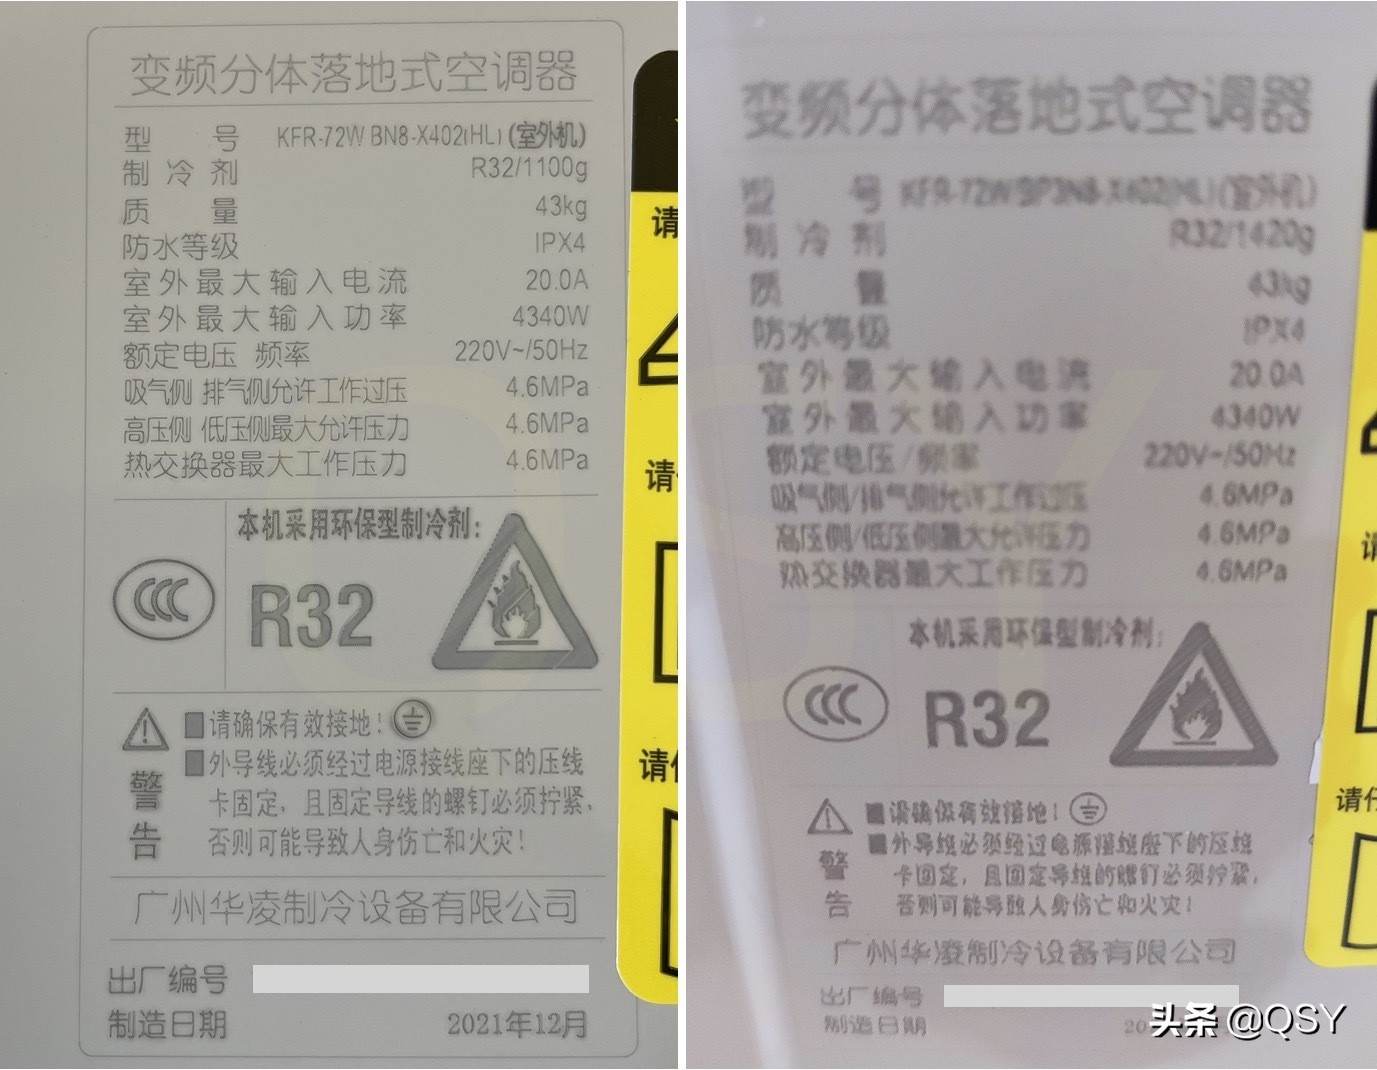 变频分体落地式空调器
型 号 KFR-72W BN8-X402(HL)(室外机)
制冷剂 R32/1100g
质 量 43kg
防水等级 IPX4
室外最大输入电流 20.0A
室外最大输入功率 4340W
额定电压 频率 220V~/50Hz
吸气侧 排气侧允许工作过压 4.6MPa
高压侧 低压侧最大允许压力 4.6MPa
热交换器最大工作压力 4.6MPa
本机采用环保型制冷剂:
R32
警告
■请确保有效接地!
■外导线必须经过电源接线座下的压线
卡固定,且固定导线的螺钉必须拧紧,
否则可能导致人身伤亡和火灾!
广州华凌制冷设备有限公司
出厂编号
制造日期 2021年12月
请
请
请仔
变频分体落地式空调器
型 号 KFR-72W/BP3N8-X402(HL)(室外机)
制冷剂 R32/1420g
质 量 43kg
防水等级 IPX4
室外最大输入电流 20.0A
室外最大输入功率 4340W
额定电压/频率 220V~/50Hz
吸气侧/排气侧允许工作过压 4.6MPa
高压侧/低压侧最大允许压力 4.6MPa
热交换器最大工作压力 4.6MPa
本机采用环保型制冷剂:
R32
警告
■请确保有效接地!
■外导线必须经过电源接线座下的压线
卡固定,且固定导线的螺钉必须拧紧,
否则可能导致人身伤亡和火灾!
广州华凌制冷设备有限公司
出厂编号
制造日期
请仔
头条 @QSY